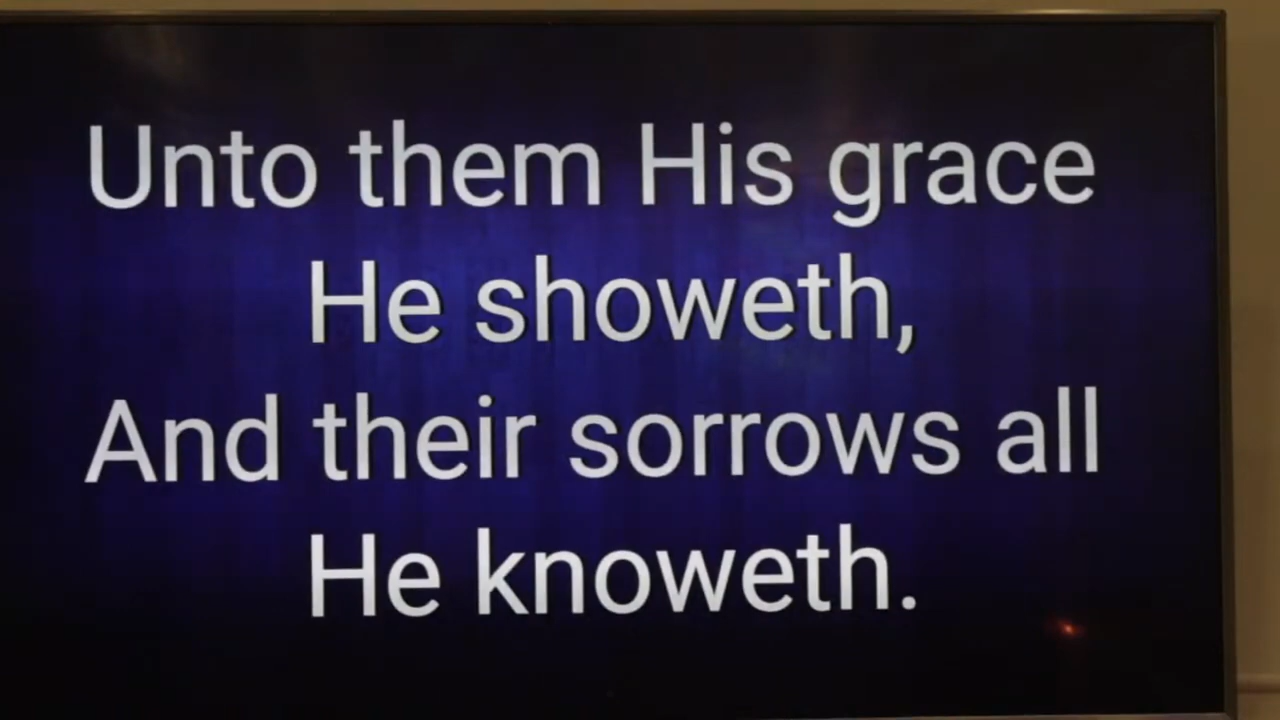 Unto them His grace
He showeth,
And their sorrows all
He knoweth.